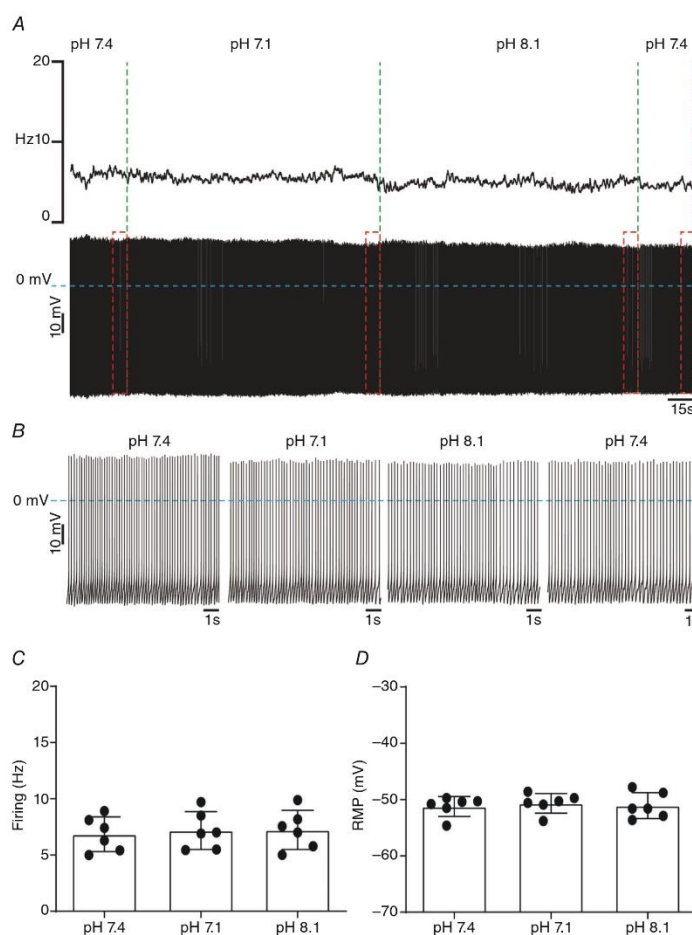 A
pH 7.4 pH 7.1 pH 8.1 pH 7.4
20
Hz10
0
0 mV
10 mV
15s
B
pH 7.4 pH 7.1 pH 8.1 pH 7.4
0 mV
10 mV
1s 1s 1s 1
C
20
15
10
5
0
Firing (Hz)
pH 7.4 pH 7.1 pH 8.1
D
−30
−40
−50
−60
−70
RMP (mV)
pH 7.4 pH 7.1 pH 8.1